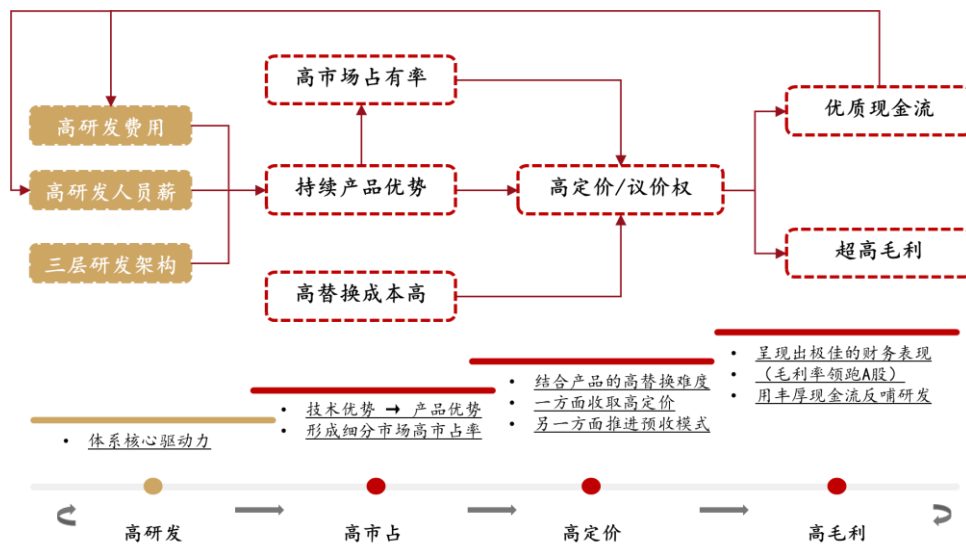 高市场占有率
优质现金流
高研发费用
高研发人员薪
持续产品优势
高定价/议价权
三层研发架构
超高毛利
高替换成本高
• 呈现出极佳的财务表现
• （毛利率领跑A股）
• 用丰厚现金流反哺研发
• 结合产品的高替换难度
• 一方面收取高定价
• 另一方面推进预收模式
• 技术优势 → 产品优势
• 形成细分市场高市占率
• 体系核心驱动力
高研发
高市占
高定价
高毛利